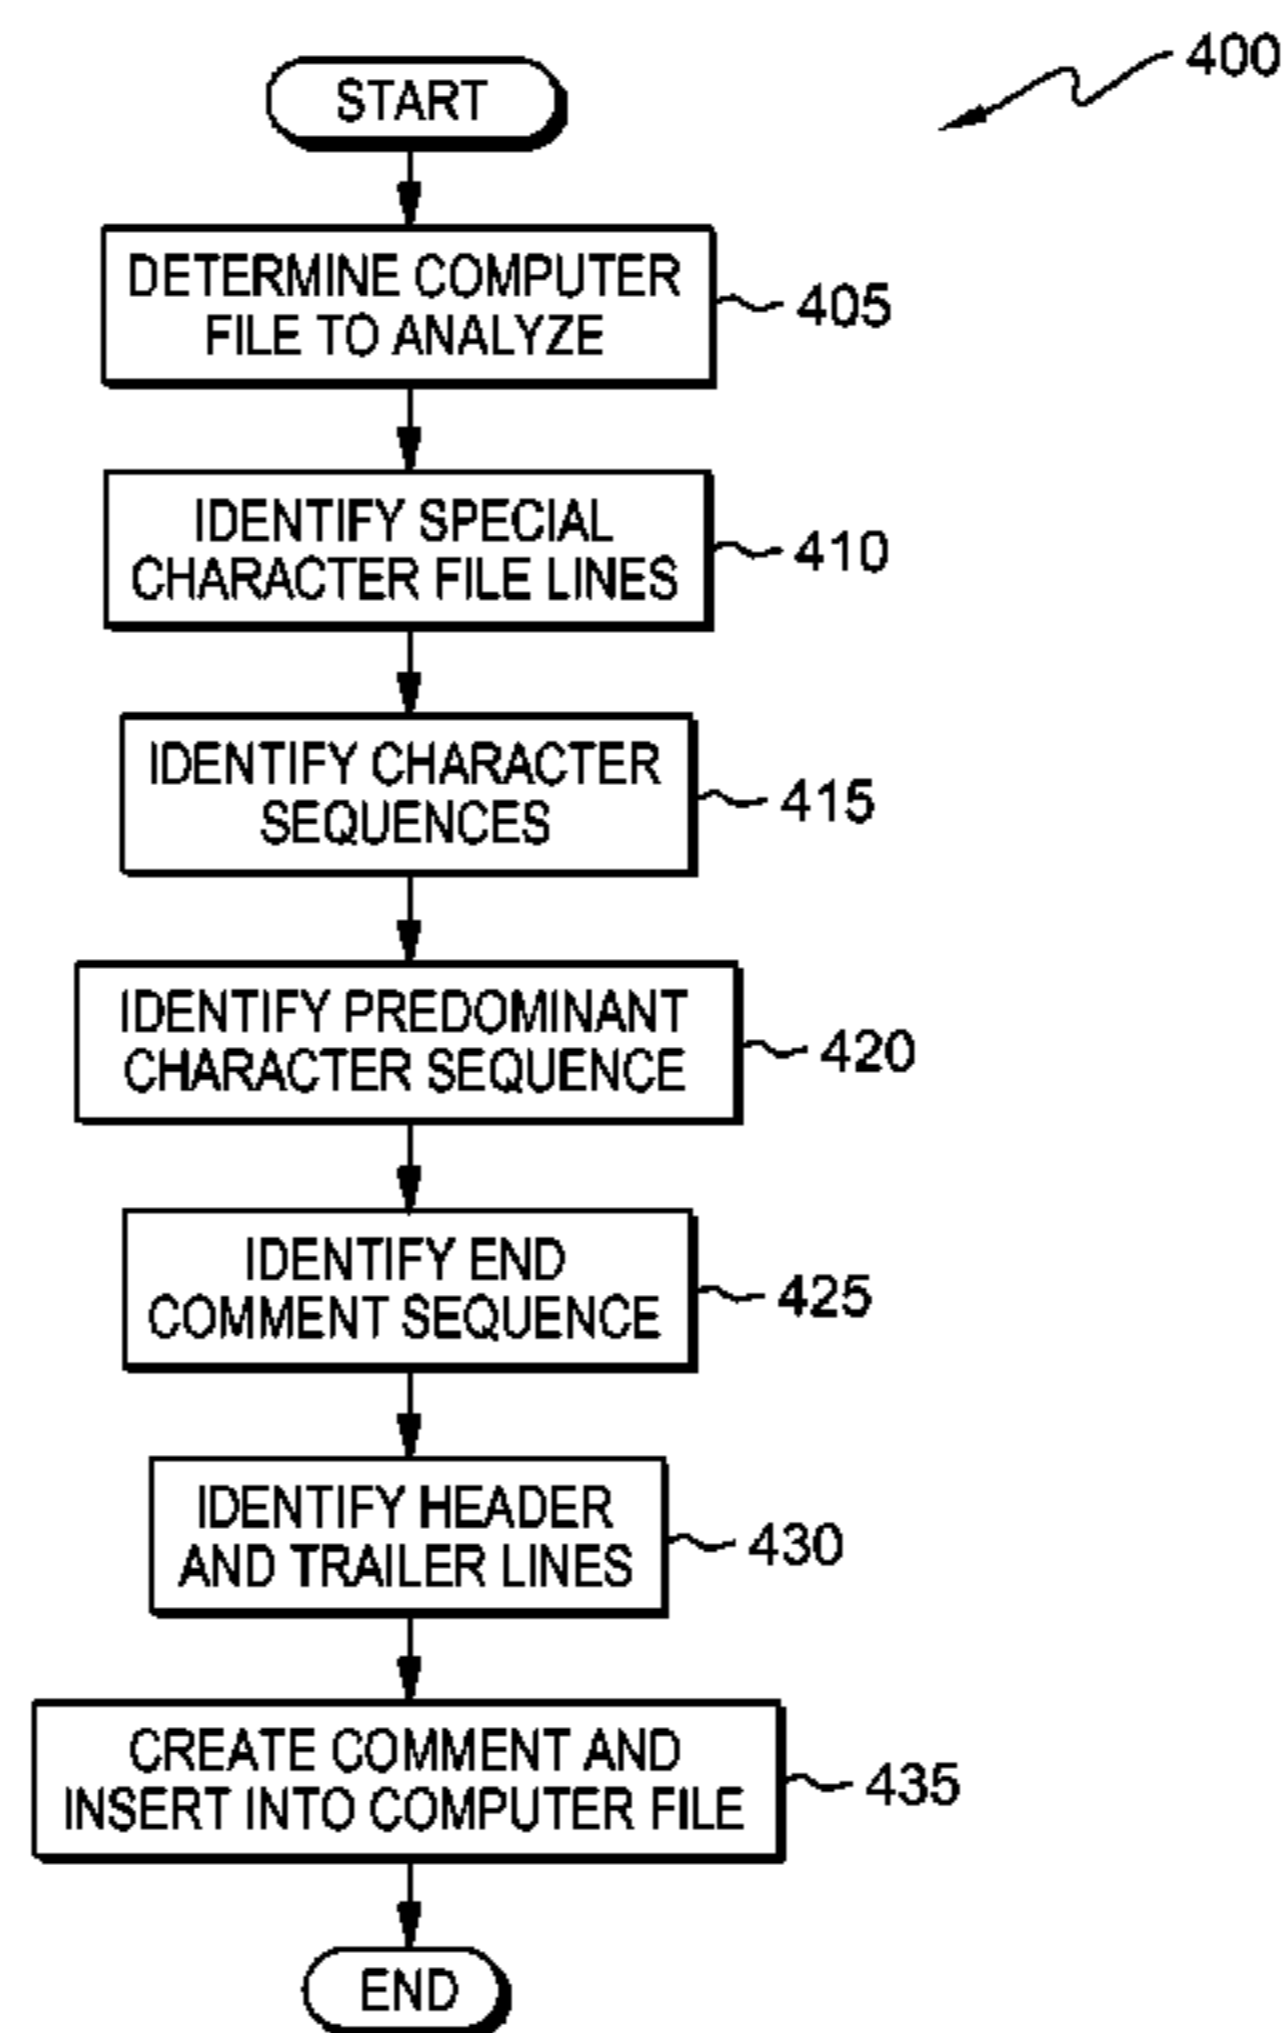 400
START
DETERMINE COMPUTER
FILE TO ANALYZE
405
IDENTIFY SPECIAL
CHARACTER FILE LINES
410
IDENTIFY CHARACTER
SEQUENCES
415
IDENTIFY PREDOMINANT
CHARACTER SEQUENCE
420
IDENTIFY END
COMMENT SEQUENCE
425
IDENTIFY HEADER
AND TRAILER LINES
430
CREATE COMMENT AND
INSERT INTO COMPUTER FILE
435
END